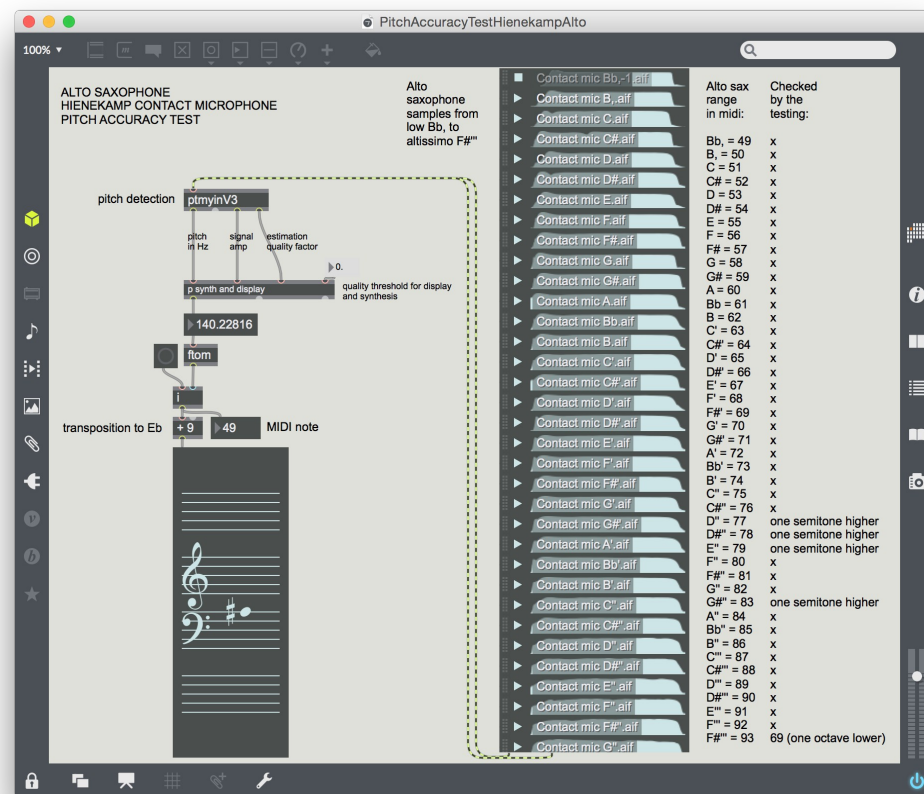 PitchAccuracyTestHienekampAlto
100%
ALTO SAXOPHONE
HIENEKAMP CONTACT MICROPHONE
PITCH ACCURACY TEST
Alto
saxophone
samples from
low Bb, to
altissimo F#'''
pitch detection
ptmyinV3
pitch
in Hz
signal
amp
estimation
quality factor
0.
p synth and display
quality threshold for display
and synthesis
140.22816
ftom
i
transposition to Eb
+ 9
49
MIDI note
Contact mic Bb,-1.aif
Contact mic B,.aif
Contact mic C.aif
Contact mic C#.aif
Contact mic D.aif
Contact mic D#.aif
Contact mic E.aif
Contact mic F.aif
Contact mic F#.aif
Contact mic G.aif
Contact mic G#.aif
Contact mic A.aif
Contact mic Bb.aif
Contact mic B.aif
Contact mic C'.aif
Contact mic C#'.aif
Contact mic D'.aif
Contact mic D#'.aif
Contact mic E'.aif
Contact mic F'.aif
Contact mic F#'.aif
Contact mic G'.aif
Contact mic G#'.aif
Contact mic A'.aif
Contact mic Bb'.aif
Contact mic B'.aif
Contact mic C''.aif
Contact mic C#''.aif
Contact mic D''.aif
Contact mic D#''.aif
Contact mic E''.aif
Contact mic F''.aif
Contact mic F#''.aif
Contact mic G''.aif
Alto sax
range
in midi:
Checked
by the
testing:
Bb, = 49 x
B, = 50 x
C = 51 x
C# = 52 x
D = 53 x
D# = 54 x
E = 55 x
F = 56 x
F# = 57 x
G = 58 x
G# = 59 x
A = 60 x
Bb = 61 x
B = 62 x
C' = 63 x
C#' = 64 x
D' = 65 x
D#' = 66 x
E' = 67 x
F' = 68 x
F#' = 69 x
G' = 70 x
G#' = 71 x
A' = 72 x
Bb' = 73 x
B' = 74 x
C'' = 75 x
C#'' = 76 x
D'' = 77 one semitone higher
D#'' = 78 one semitone higher
E'' = 79 one semitone higher
F'' = 80 x
F#'' = 81 x
G'' = 82 x
G#'' = 83 one semitone higher
A'' = 84 x
Bb'' = 85 x
B'' = 86 x
C''' = 87 x
C#''' = 88 x
D''' = 89 x
D#''' = 90 x
E''' = 91 x
F''' = 92 x
F#''' = 93 69 (one octave lower)